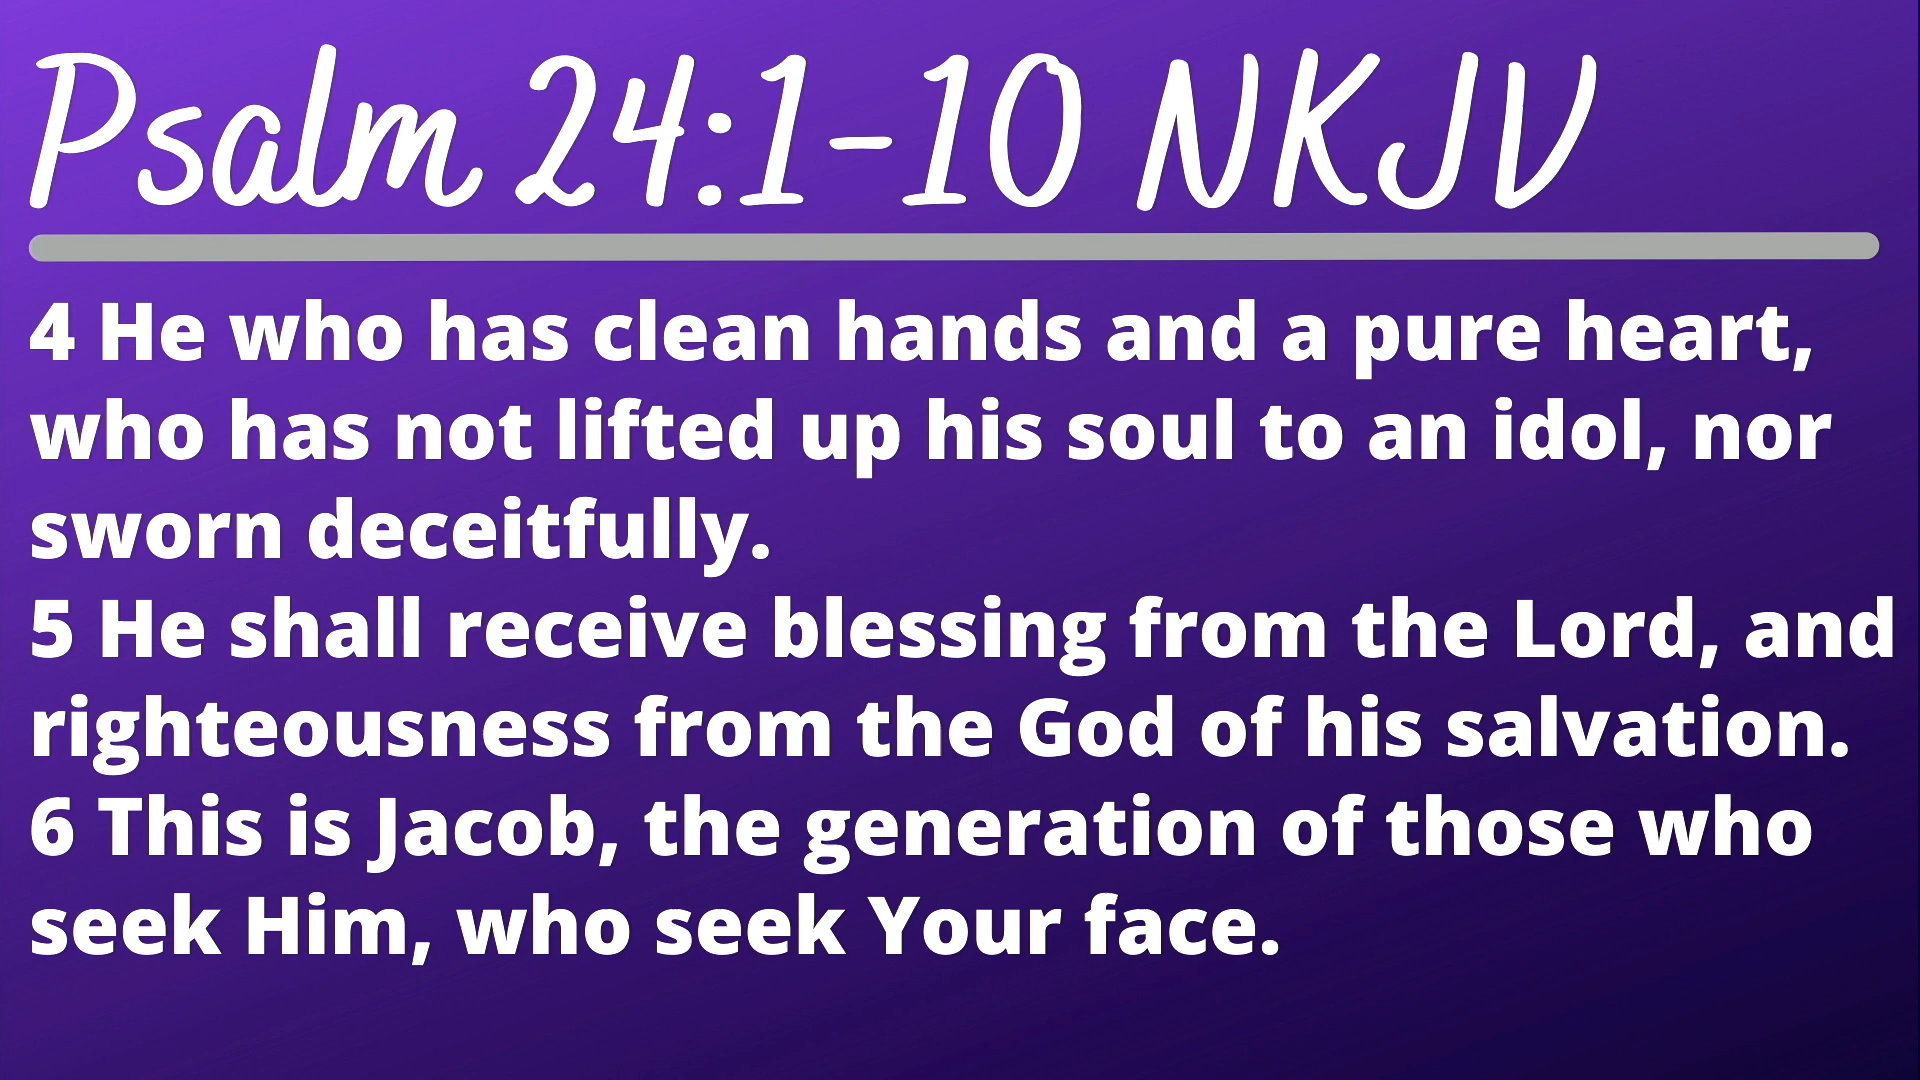 Psalm 24:1-10 NKJV
4 He who has clean hands and a pure heart,
who has not lifted up his soul to an idol, nor
sworn deceitfully.
5 He shall receive blessing from the Lord, and
righteousness from the God of his salvation.
6 This is Jacob, the generation of those who
seek Him, who seek Your face.